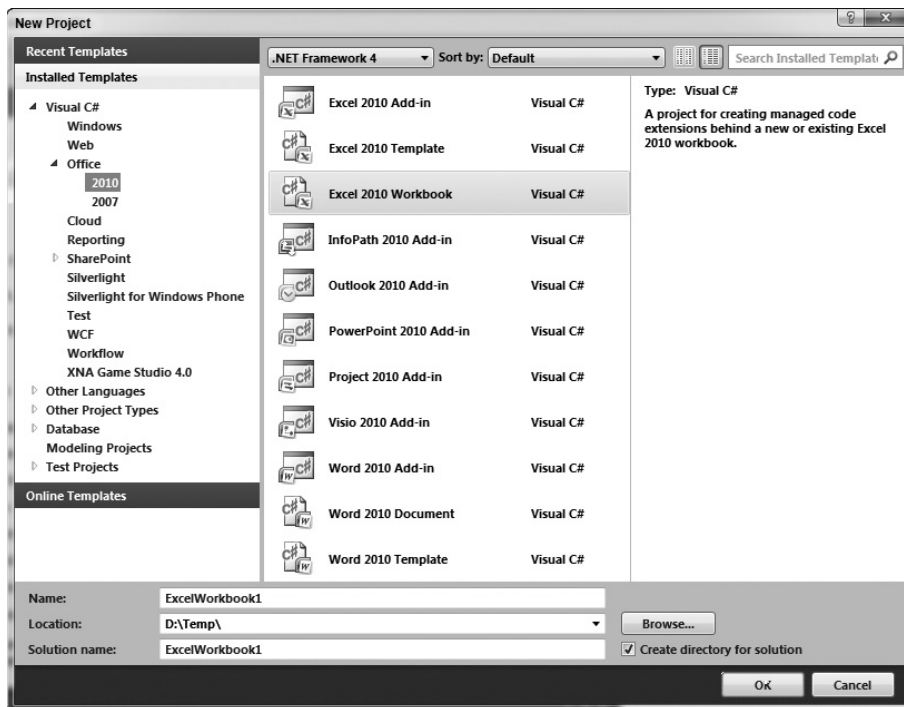 New Project
Recent Templates
Installed Templates
Visual C#
Windows
Web
Office
2010
2007
Cloud
Reporting
SharePoint
Silverlight
Silverlight for Windows Phone
Test
WCF
Workflow
XNA Game Studio 4.0
Other Languages
Other Project Types
Database
Modeling Projects
Test Projects
Online Templates
.NET Framework 4 Sort by: Default
Search Installed Templat
Excel 2010 Add-in Visual C#
Excel 2010 Template Visual C#
Excel 2010 Workbook Visual C#
InfoPath 2010 Add-in Visual C#
Outlook 2010 Add-in Visual C#
PowerPoint 2010 Add-in Visual C#
Project 2010 Add-in Visual C#
Visio 2010 Add-in Visual C#
Word 2010 Add-in Visual C#
Word 2010 Document Visual C#
Word 2010 Template Visual C#
Type: Visual C#
A project for creating managed code
extensions behind a new or existing Excel
2010 workbook.
Name: ExcelWorkbook1
Location: D:\Temp\
Browse...
Solution name: ExcelWorkbook1
Create directory for solution
OK
Cancel